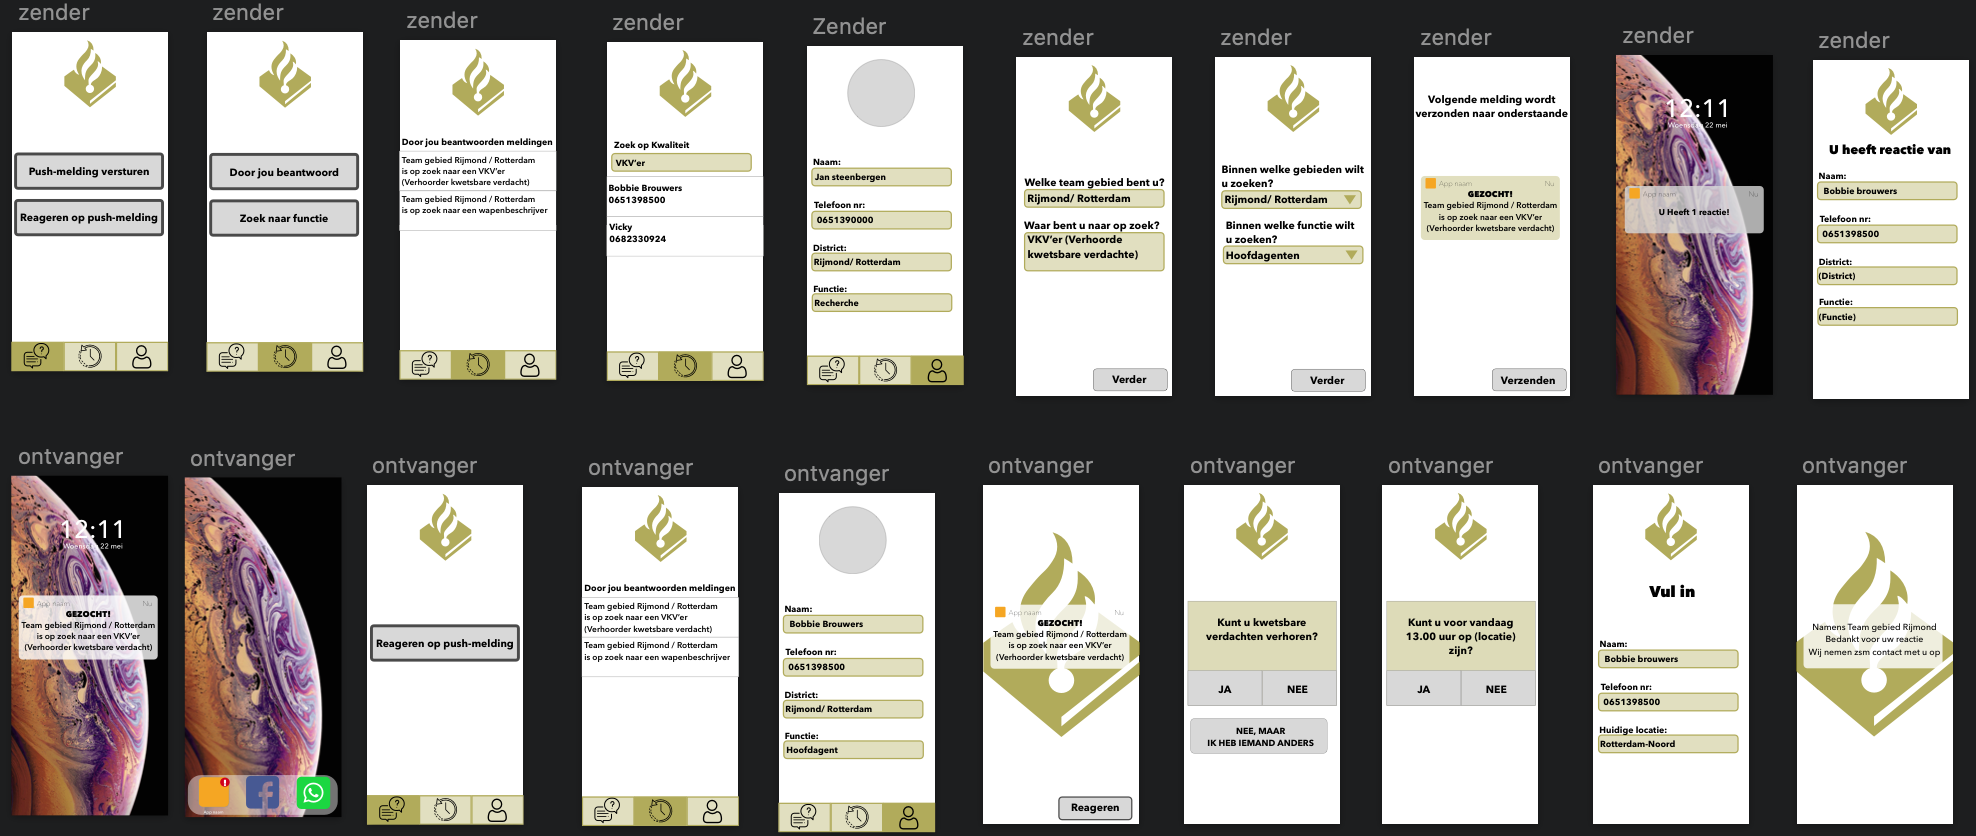 zender
Push-melding versturen
Reageren op push-melding
zender
Door jou beantwoord
Zoek naar functie
zender
Door jou beantwoorden meldingen
Team gebied Rijmond / Rotterdam
is op zoek naar een VKV'er
(Verhoorder kwetsbare verdacht)
Team gebied Rijmond / Rotterdam
is op zoek naar een wapenbeschrijver
zender
Zoek op Kwaliteit
VKV'er
Bobbie Brouwers
0651398500
Vicky
0682330924
Zender
Naam:
Jan steenbergen
Telefoon nr:
0651390000
District:
Rijmond/ Rotterdam
Functie:
Recherche
zender
Welke team gebied bent u?
Rijmond/ Rotterdam
Waar bent u naar op zoek?
VKV'er (Verhoorde
kwetsbare verdachte)
Verder
zender
Binnen welke gebieden wilt
u zoeken?
Rijmond/ Rotterdam
Binnen welke functie wilt
u zoeken?
Hoofdagenten
Verder
zender
Volgende melding wordt
verzonden naar onderstaande
App naam Nu
GEZOCHT!
Team gebied Rijmond / Rotterdam
is op zoek naar een VKV'er
(Verhoorder kwetsbare verdacht)
Verzenden
zender
12:11
Woensdag 22 mei
App naam Nu
U Heeft 1 reactie!
zender
U heeft reactie van
Naam:
Bobbie brouwers
Telefoon nr:
0651398500
District:
(District)
Functie:
(Functie)
ontvanger
12:11
Woensdag 22 mei
App naam Nu
GEZOCHT!
Team gebied Rijmond / Rotterdam
is op zoek naar een VKV'er
(Verhoorder kwetsbare verdacht)
ontvanger
ontvanger
Reageren op push-melding
ontvanger
Door jou beantwoorden meldingen
Team gebied Rijmond / Rotterdam
is op zoek naar een VKV'er
(Verhoorder kwetsbare verdacht)
Team gebied Rijmond / Rotterdam
is op zoek naar een wapenbeschrijver
ontvanger
Naam:
Bobbie Brouwers
Telefoon nr:
0651398500
District:
Rijmond/ Rotterdam
Functie:
Hoofdagent
ontvanger
App naam Nu
GEZOCHT!
Team gebied Rijmond / Rotterdam
is op zoek naar een VKV'er
(Verhoorder kwetsbare verdacht)
Reageren
ontvanger
Kunt u kwetsbare
verdachten verhoren?
JA NEE
NEE, MAAR
IK HEB IEMAND ANDERS
ontvanger
Kunt u voor vandaag
13.00 uur op (locatie)
zijn?
JA NEE
ontvanger
Vul in
Naam:
Bobbie brouwers
Telefoon nr:
0651398500
Huidige locatie:
Rotterdam-Noord
ontvanger
Namens Team gebied Rijmond
Bedankt voor uw reactie
Wij nemen zsm contact met u op